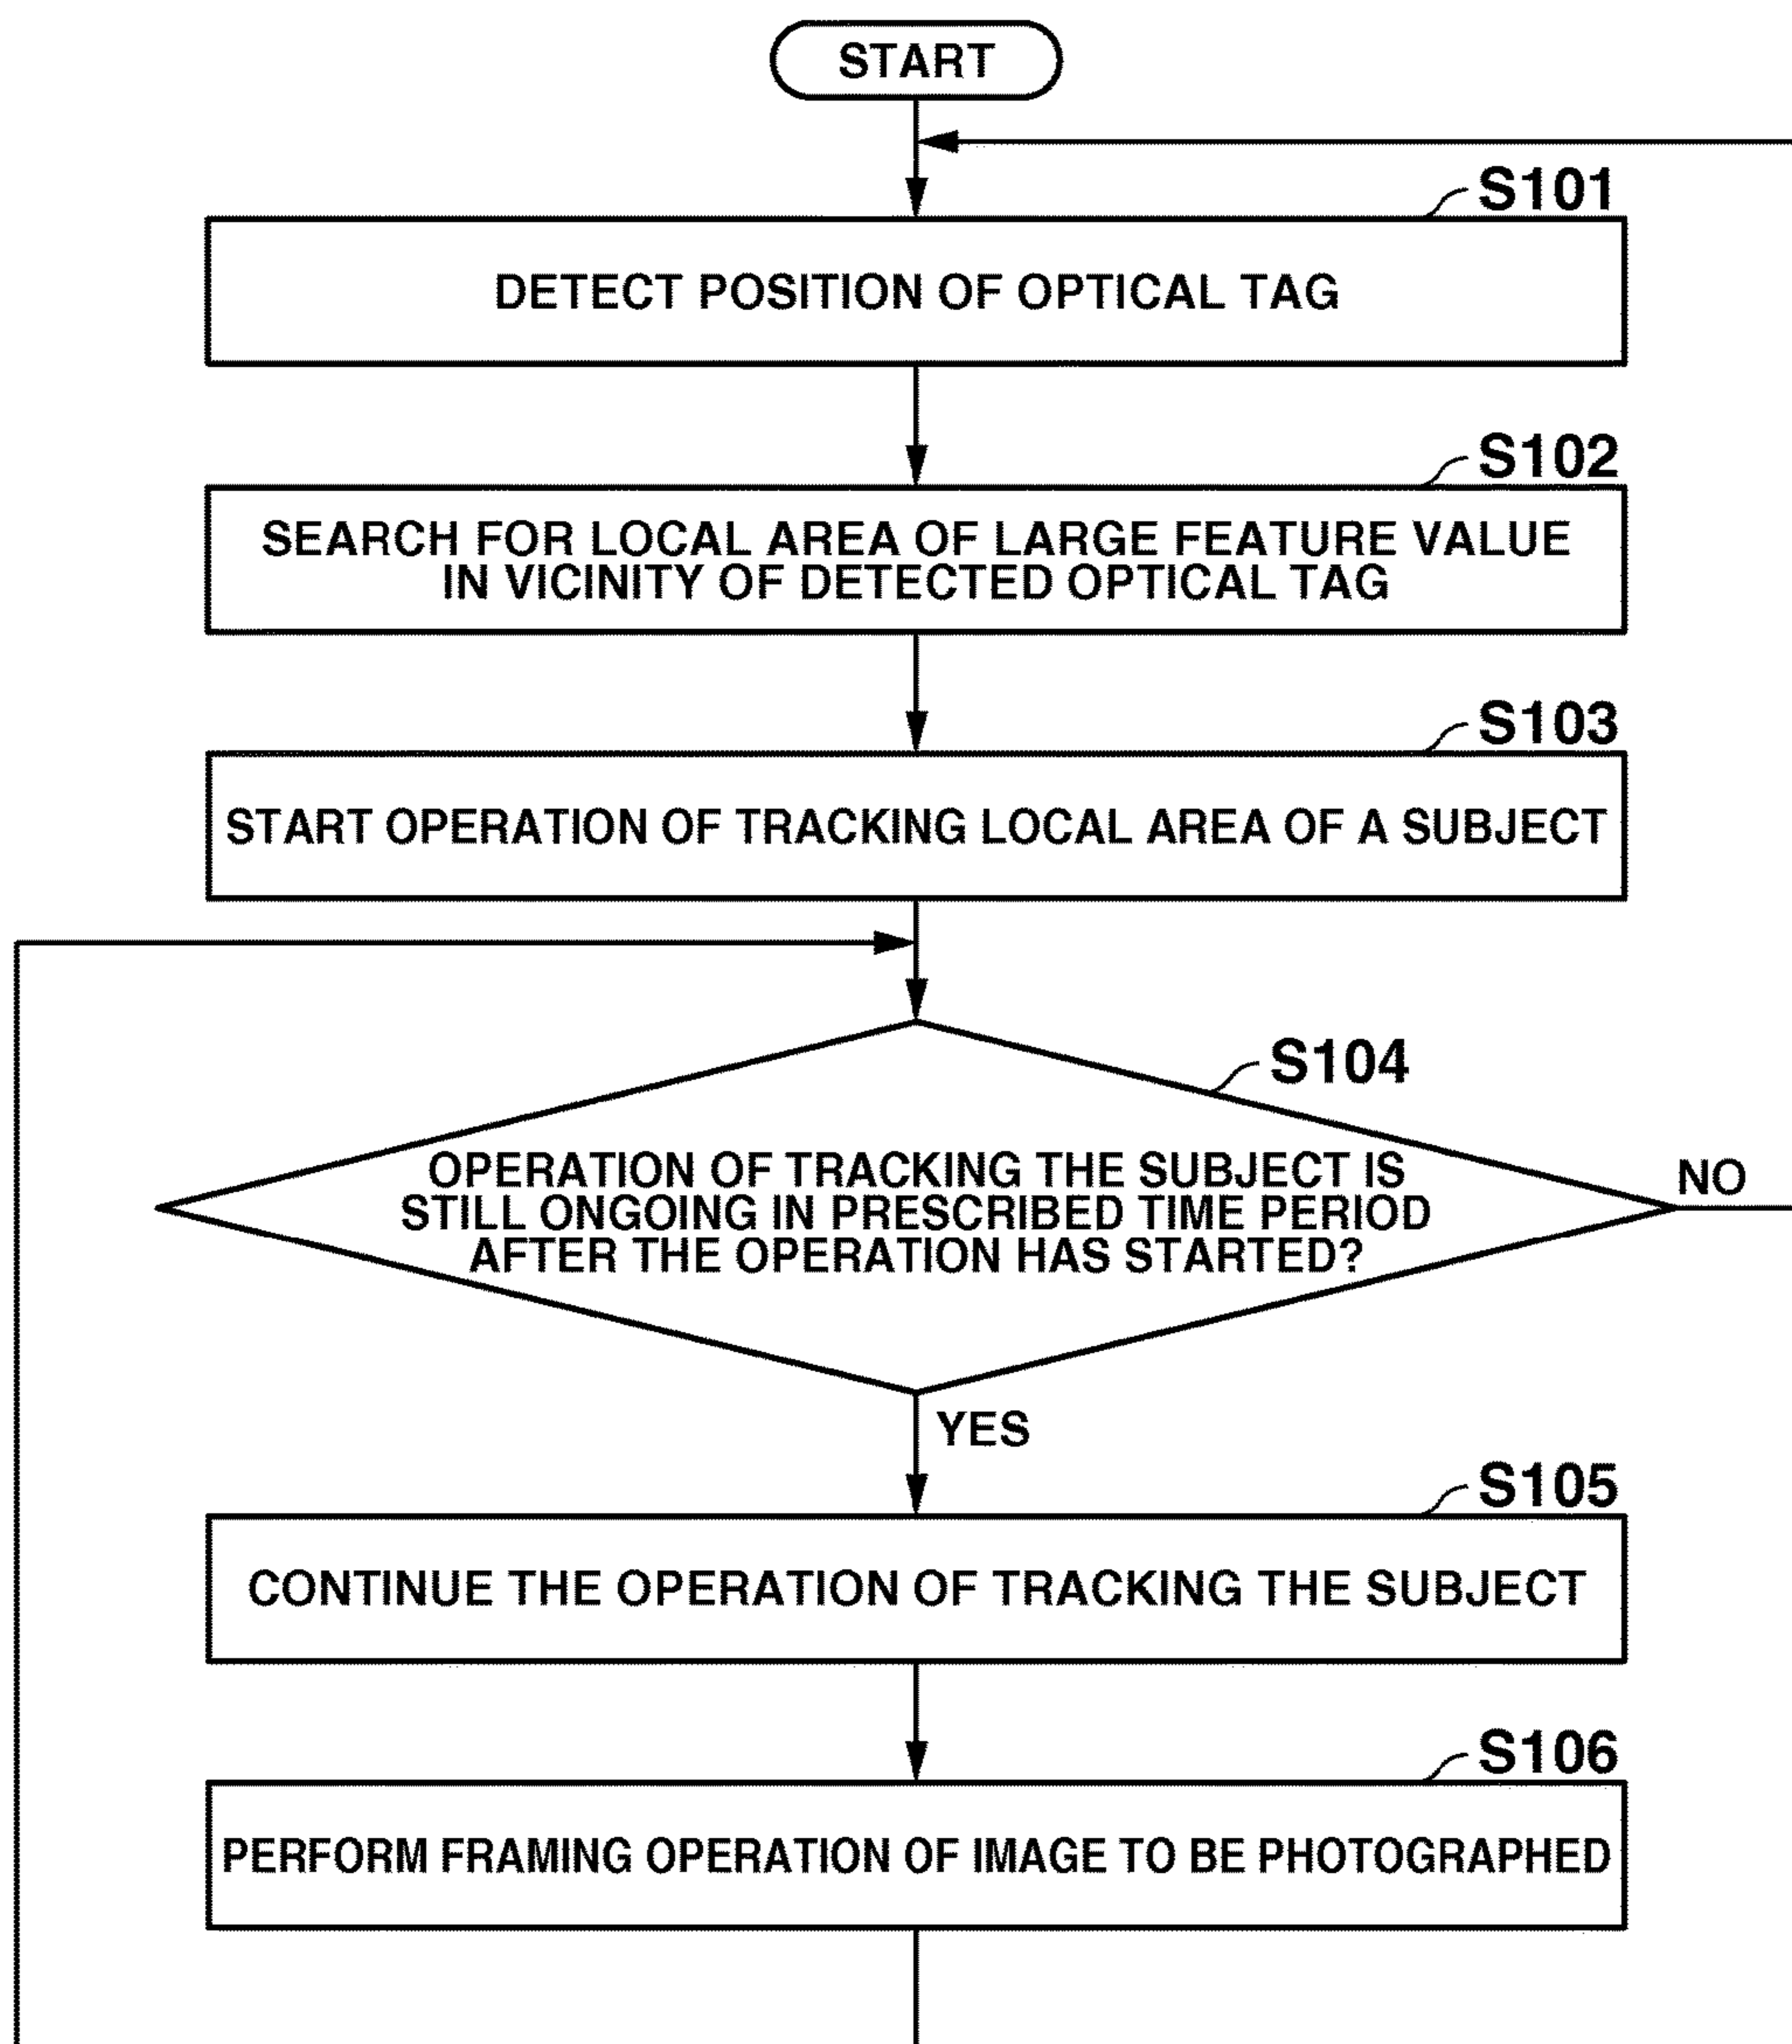 START
S101
DETECT POSITION OF OPTICAL TAG
S102
SEARCH FOR LOCAL AREA OF LARGE FEATURE VALUE
IN VICINITY OF DETECTED OPTICAL TAG
S103
START OPERATION OF TRACKING LOCAL AREA OF A SUBJECT
S104
OPERATION OF TRACKING THE SUBJECT IS
STILL ONGOING IN PRESCRIBED TIME PERIOD
AFTER THE OPERATION HAS STARTED?
NO
YES
S105
CONTINUE THE OPERATION OF TRACKING THE SUBJECT
S106
PERFORM FRAMING OPERATION OF IMAGE TO BE PHOTOGRAPHED